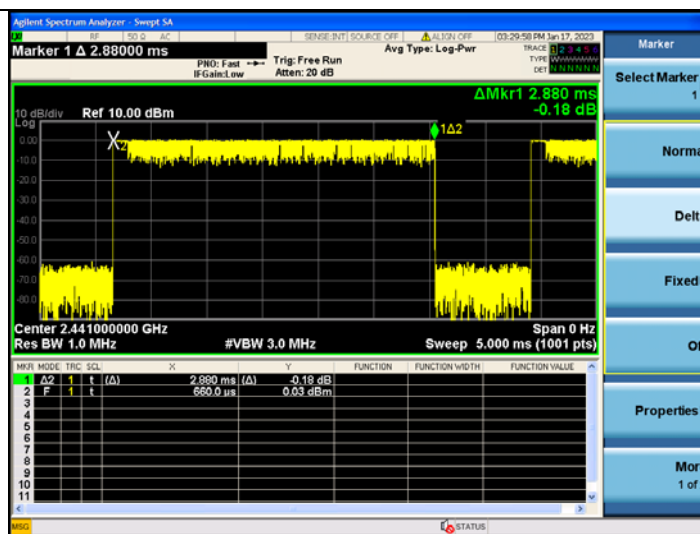 Agilent Spectrum Analyzer - Swept SA
RF 50 Ω AC SENSE:INT SOURCE OFF ALIGN OFF 03:29:58 PM Jan 17, 2023
Marker 1 Δ 2.88000 ms
PNO: Fast
IFGain:Low
Trig: Free Run
Atten: 20 dB
Avg Type: Log-Pwr
TRACE 1 2 3 4 5 6
TYPE
DET N N N N N N
ΔMkr1 2.880 ms
-0.18 dB
10 dB/div Ref 10.00 dBm
Log
0.00
-10.0
-20.0
-30.0
-40.0
-50.0
-60.0
-70.0
-80.0
2
1Δ2
Center 2.441000000 GHz Span 0 Hz
Res BW 1.0 MHz #VBW 3.0 MHz Sweep 5.000 ms (1001 pts)
MKR MODE TRC SCL X Y FUNCTION FUNCTION WIDTH FUNCTION VALUE
1 Δ2 1 t (Δ) 2.880 ms (Δ) -0.18 dB
2 F 1 t 660.0 µs 0.03 dBm
3
4
5
6
7
8
9
10
11
MSG STATUS
Marker
Select Marker
1
Norma
Delt
Fixed
Of
Properties
Mor
1 of